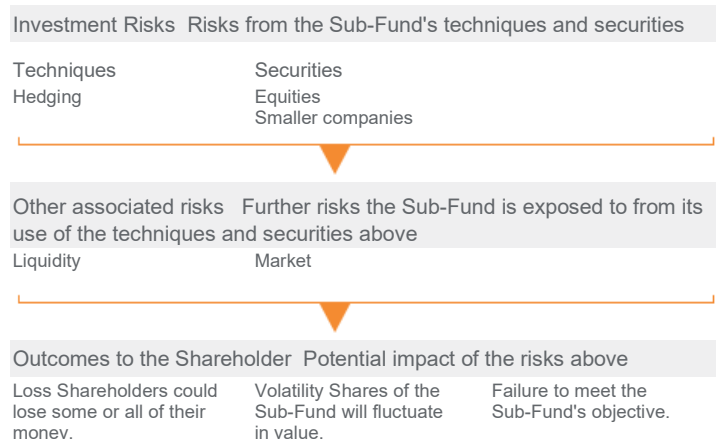 Investment Risks Risks from the Sub-Fund's techniques and securities
Techniques
Securities
Hedging
Equities
Smaller companies
Other associated risks Further risks the Sub-Fund is exposed to from its
use of the techniques and securities above
Liquidity
Market
Outcomes to the Shareholder Potential impact of the risks above
Loss Shareholders could
lose some or all of their
money.
Volatility Shares of the
Sub-Fund will fluctuate
in value.
Failure to meet the
Sub-Fund's objective.